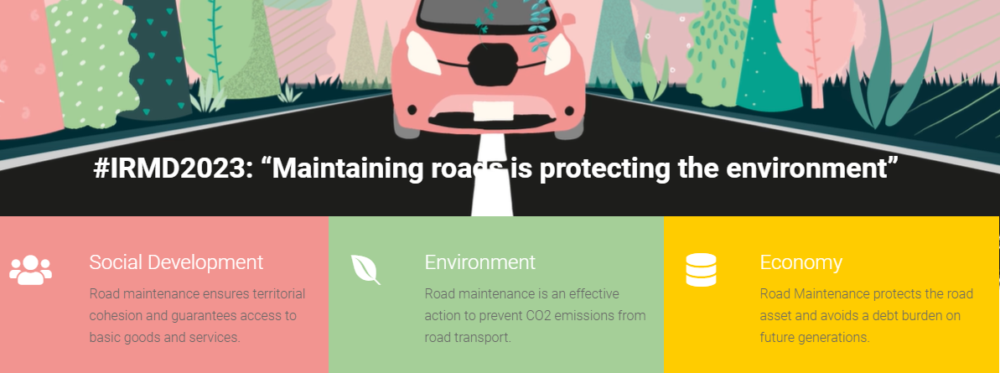 #IRMD2023: “Maintaining roads is protecting the environment”
Social Development
Road maintenance ensures territorial
cohesion and guarantees access to
basic goods and services.
Environment
Road maintenance is an effective
action to prevent CO2 emissions from
road transport.
Economy
Road Maintenance protects the road
asset and avoids a debt burden on
future generations.